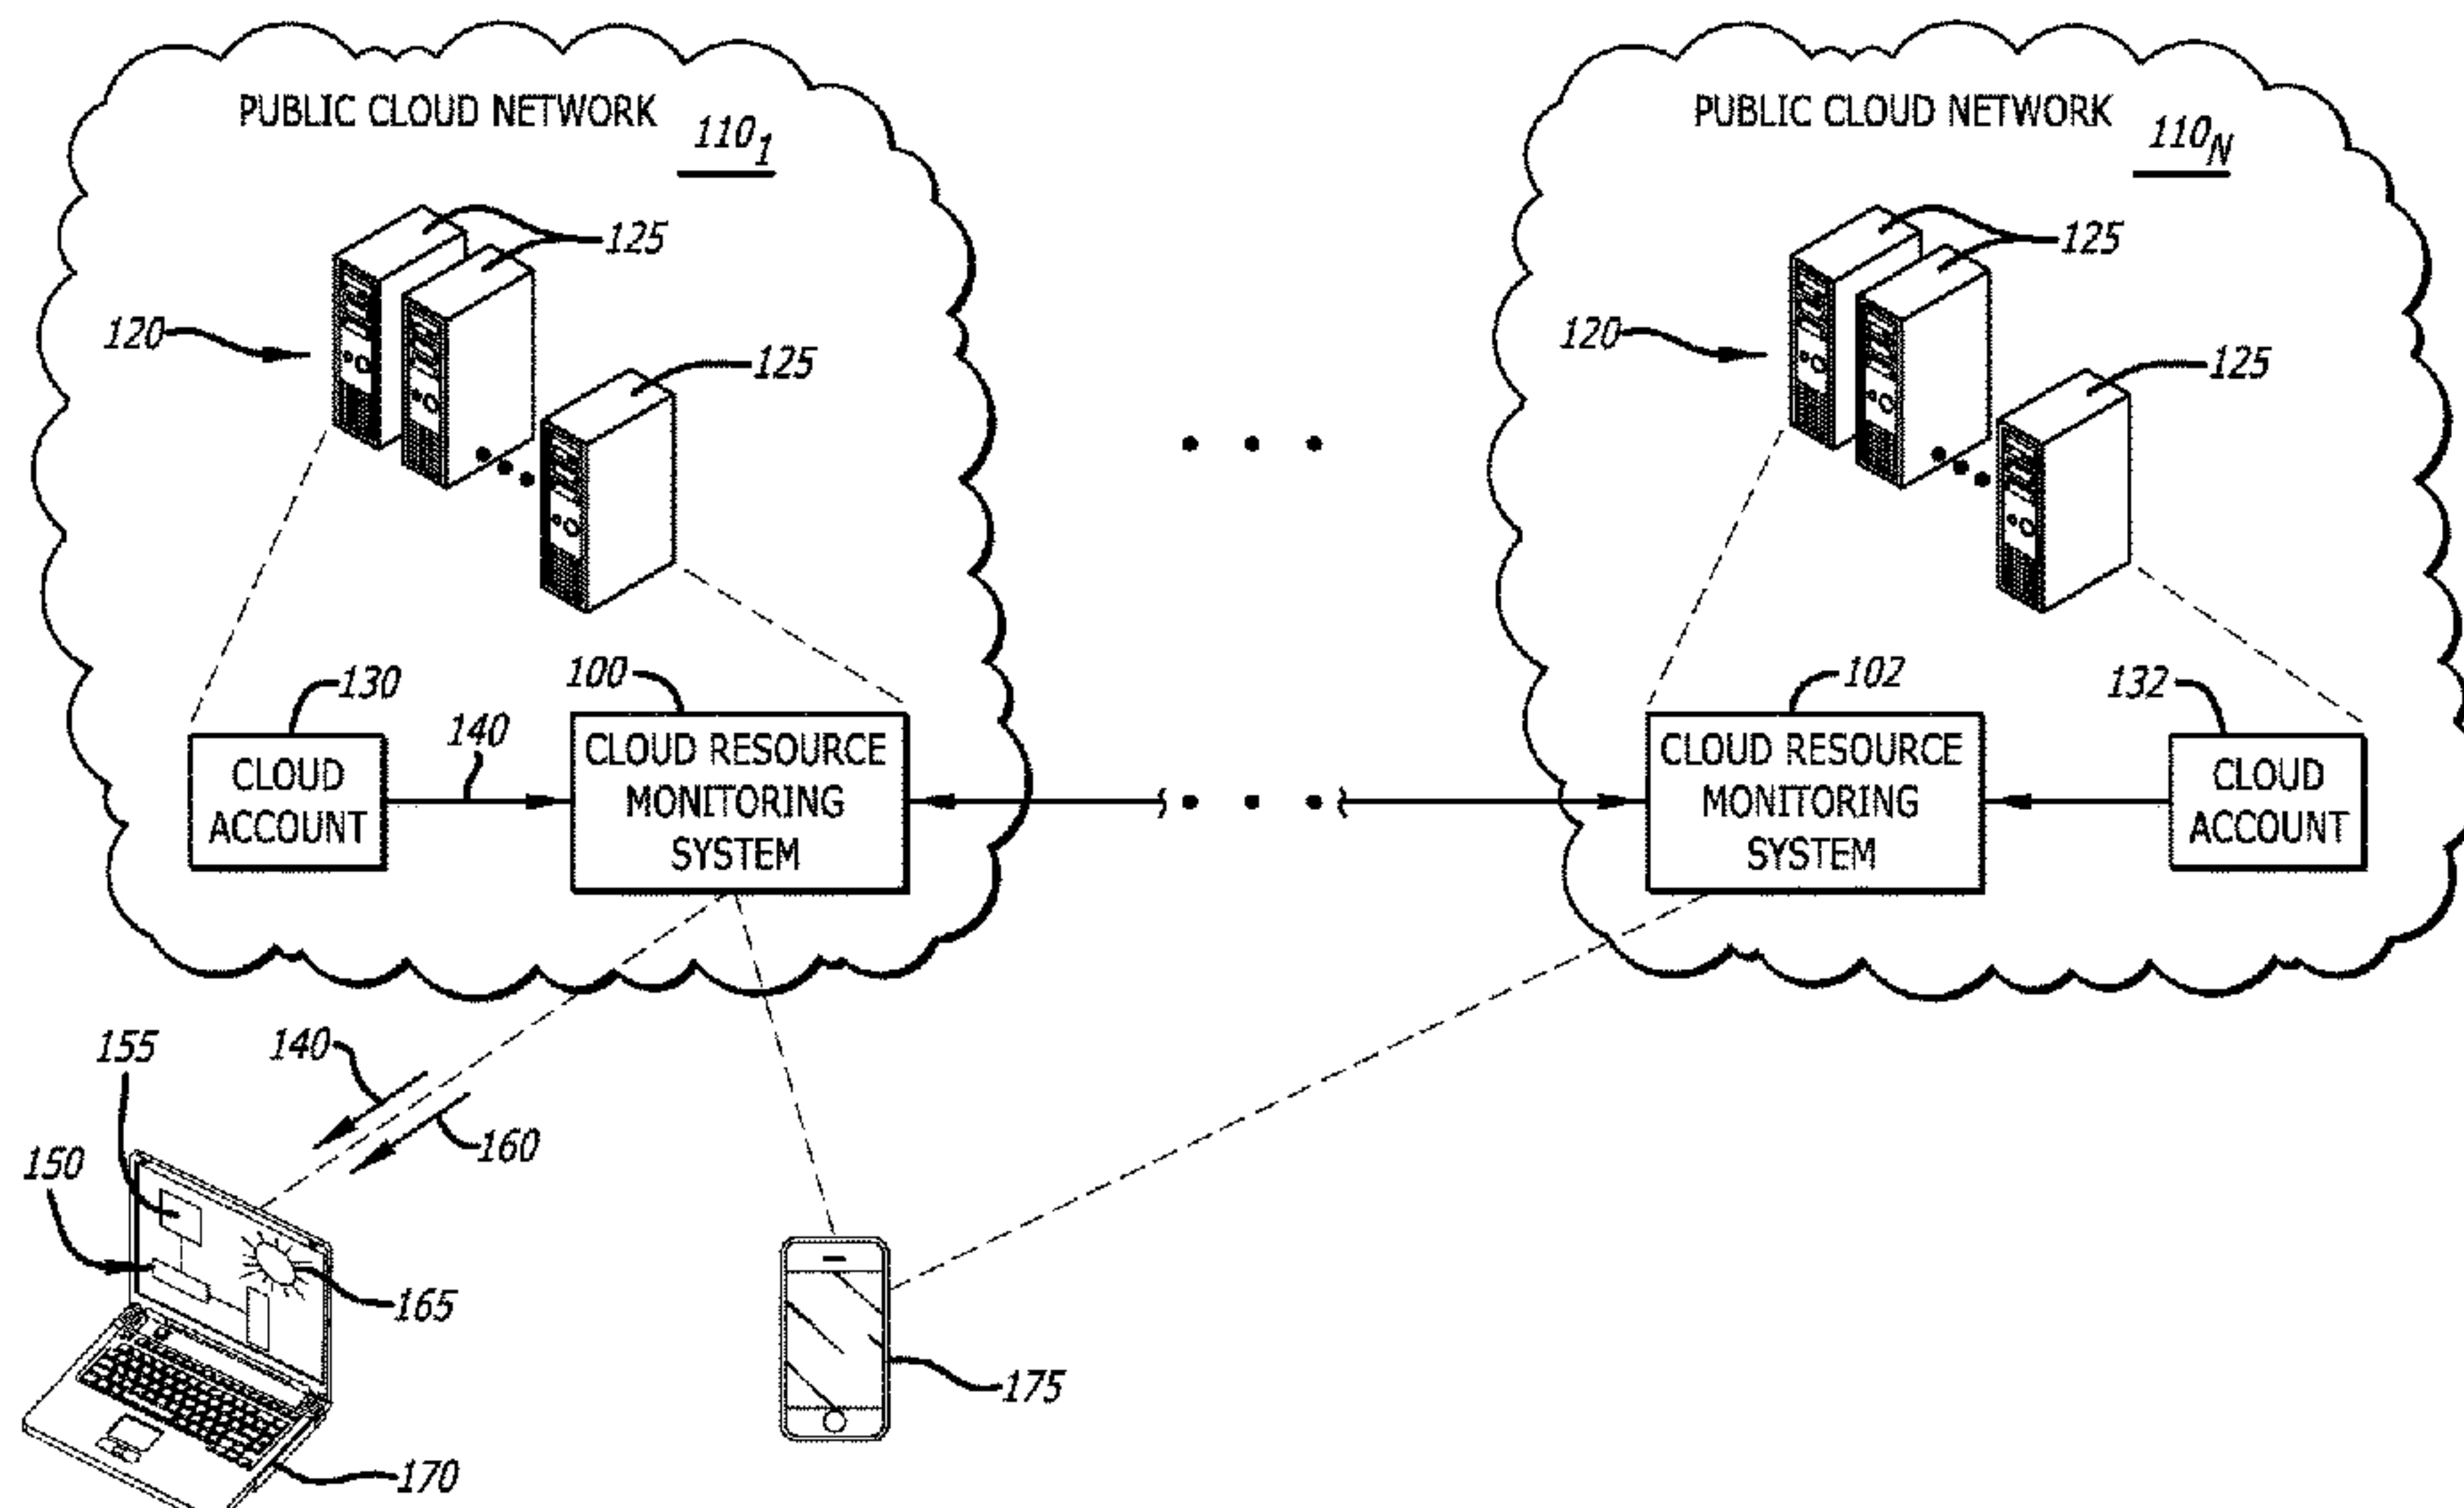 PUBLIC CLOUD NETWORK
110₁
125
120
125
130
100
140
CLOUD
ACCOUNT
CLOUD RESOURCE
MONITORING
SYSTEM
PUBLIC CLOUD NETWORK
110N
125
120
125
102
132
CLOUD RESOURCE
MONITORING
SYSTEM
CLOUD
ACCOUNT
155
140
160
150
165
170
175